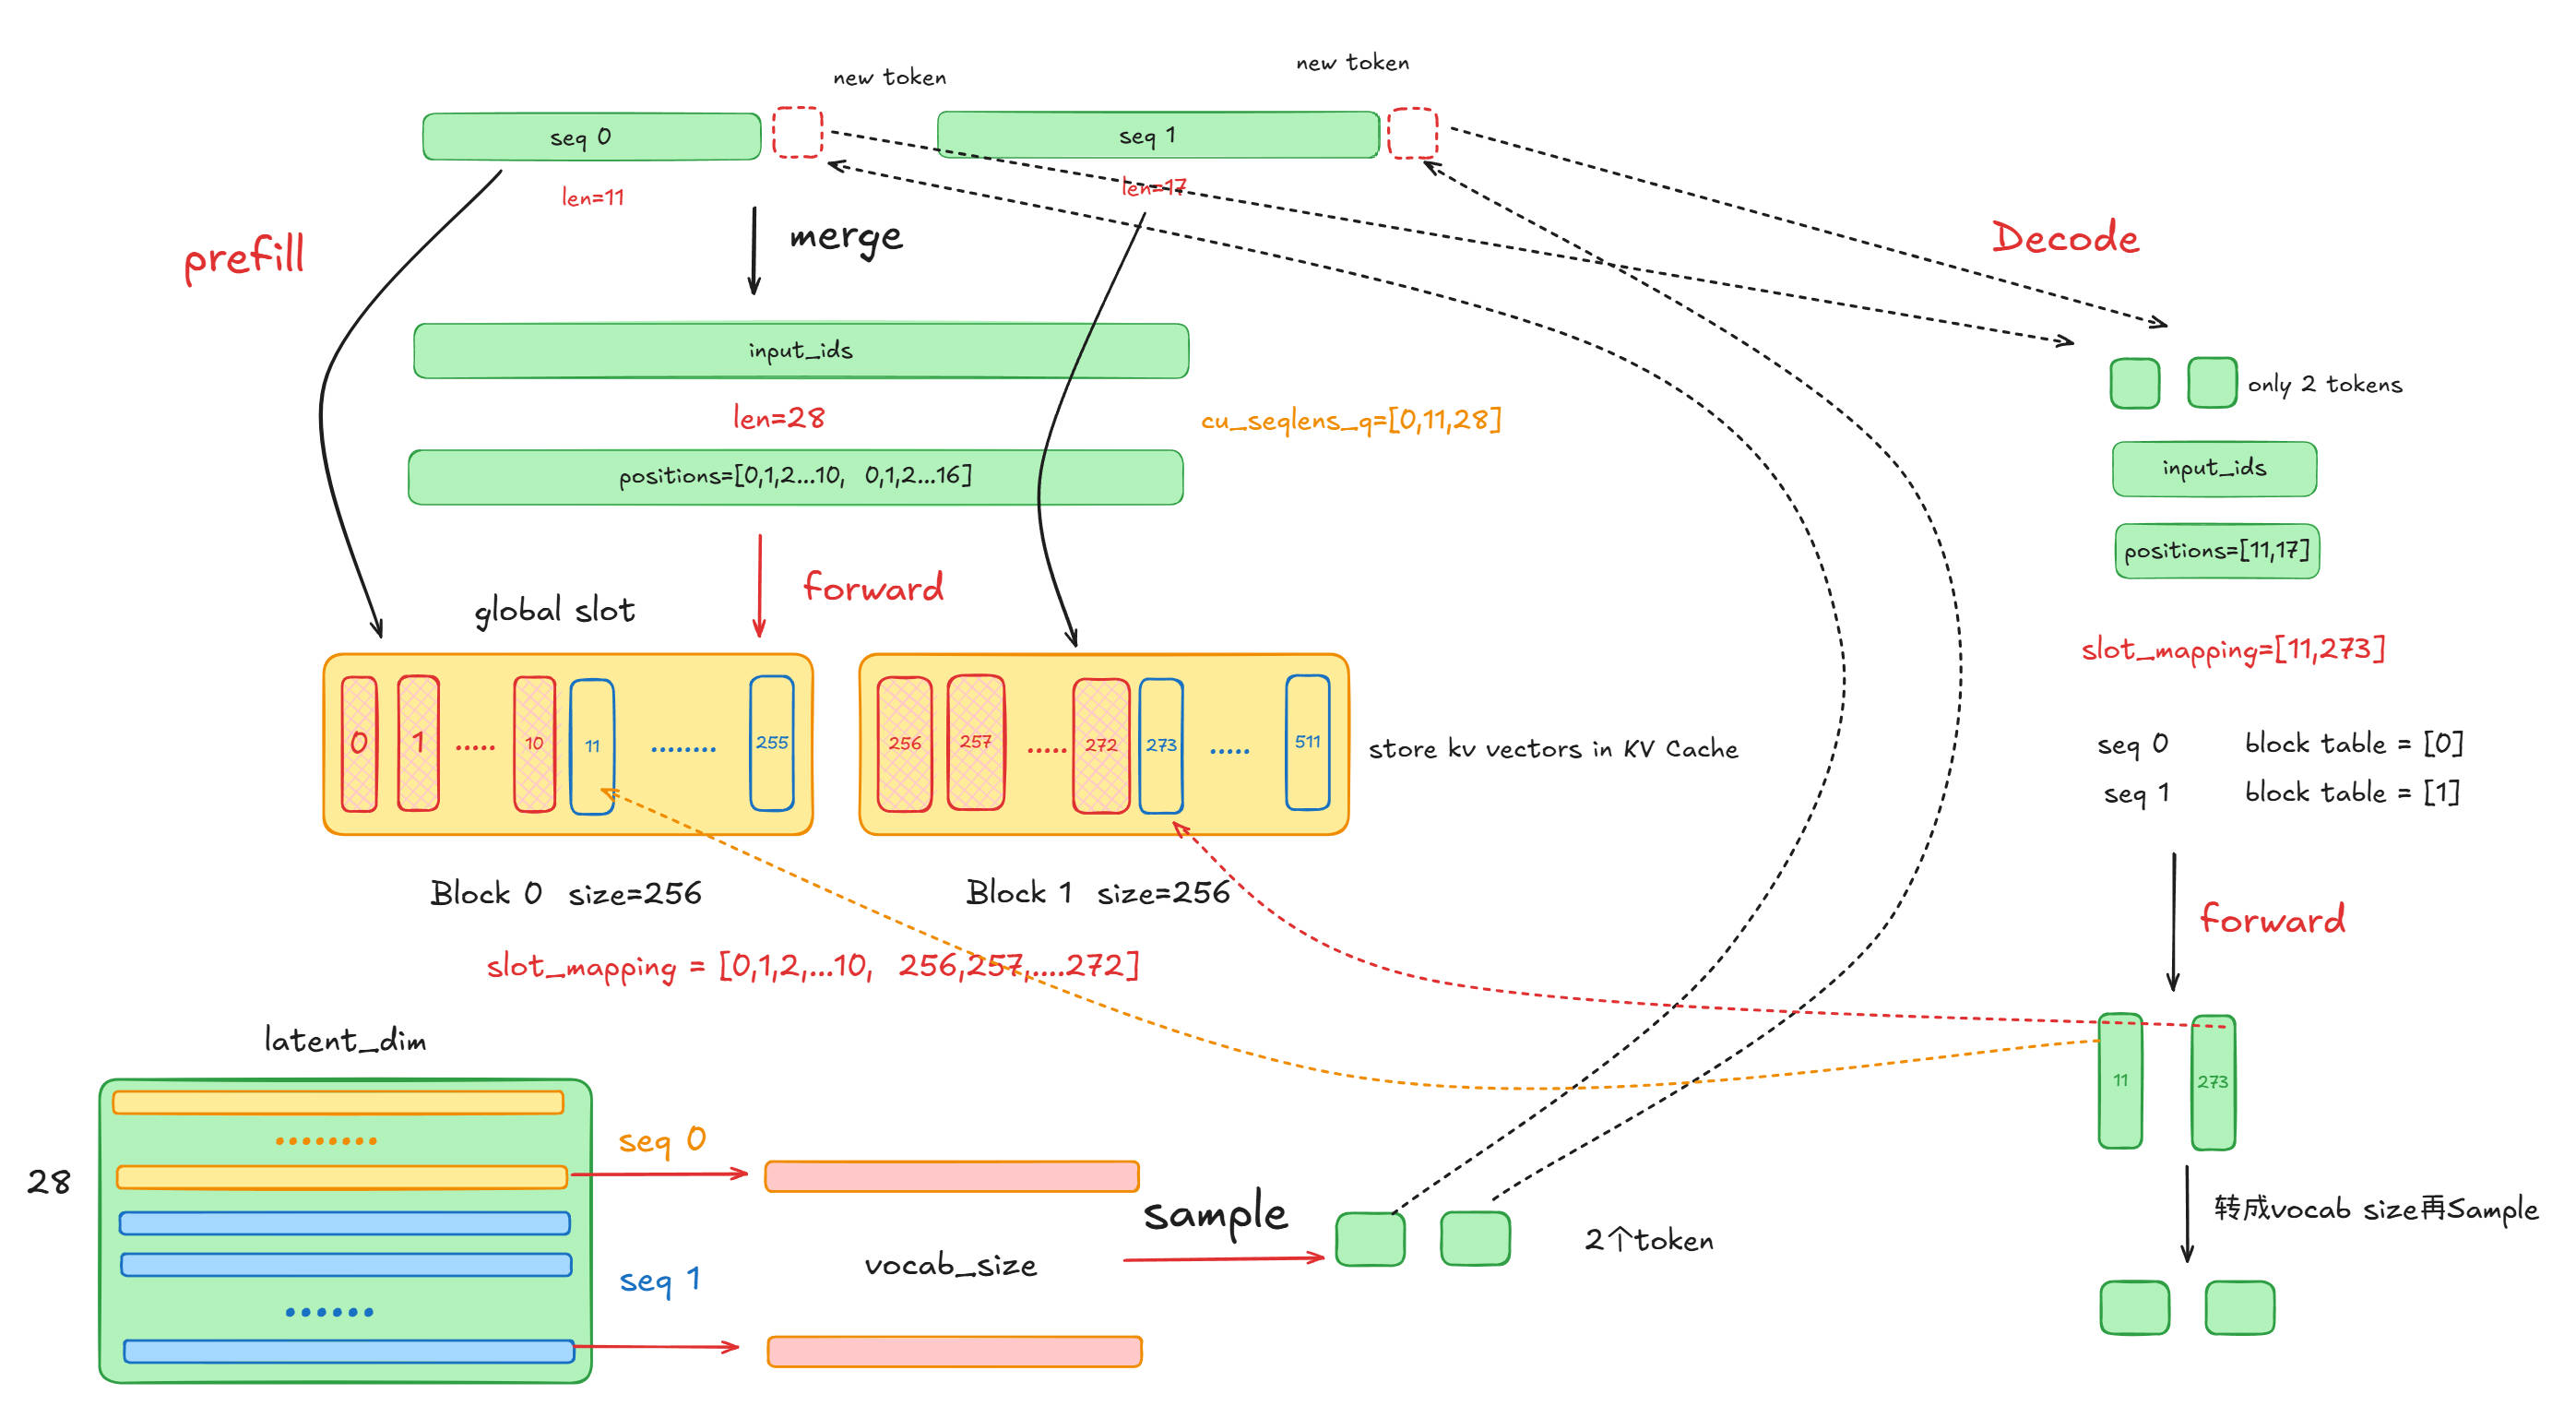 new token
new token
seq 0
seq 1
len=11
len=17
prefill
merge
Decode
input_ids
only 2 tokens
len=28
cu_seqlens_q=[0,11,28]
input_ids
positions=[0,1,2...10, 0,1,2...16]
positions=[11,17]
forward
global slot
slot_mapping=[11,273]
0 1 ..... 10 11 ........ 255
256 257 ..... 272 273 ..... 511
store kv vectors in KV Cache
seq 0 block table = [0]
seq 1 block table = [1]
Block 0 size=256
Block 1 size=256
forward
slot_mapping = [0,1,2,...10, 256,257,....272]
latent_dim
11
273
........
seq 0
28
sample
转成vocab size再Sample
2个token
vocab_size
seq 1
......